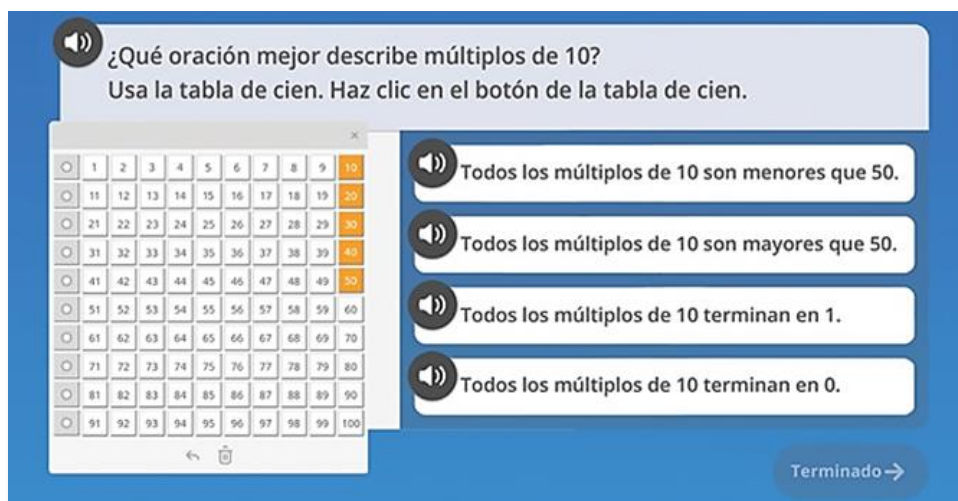 ¿Qué oración mejor describe múltiplos de 10?
Usa la tabla de cien. Haz clic en el botón de la tabla de cien.
×
1 2 3 4 5 6 7 8 9 10
11 12 13 14 15 16 17 18 19 20
21 22 23 24 25 26 27 28 29 30
31 32 33 34 35 36 37 38 39 40
41 42 43 44 45 46 47 48 49 50
51 52 53 54 55 56 57 58 59 60
61 62 63 64 65 66 67 68 69 70
71 72 73 74 75 76 77 78 79 80
81 82 83 84 85 86 87 88 89 90
91 92 93 94 95 96 97 98 99 100
Todos los múltiplos de 10 son menores que 50.
Todos los múltiplos de 10 son mayores que 50.
Todos los múltiplos de 10 terminan en 1.
Todos los múltiplos de 10 terminan en 0.
Terminado→